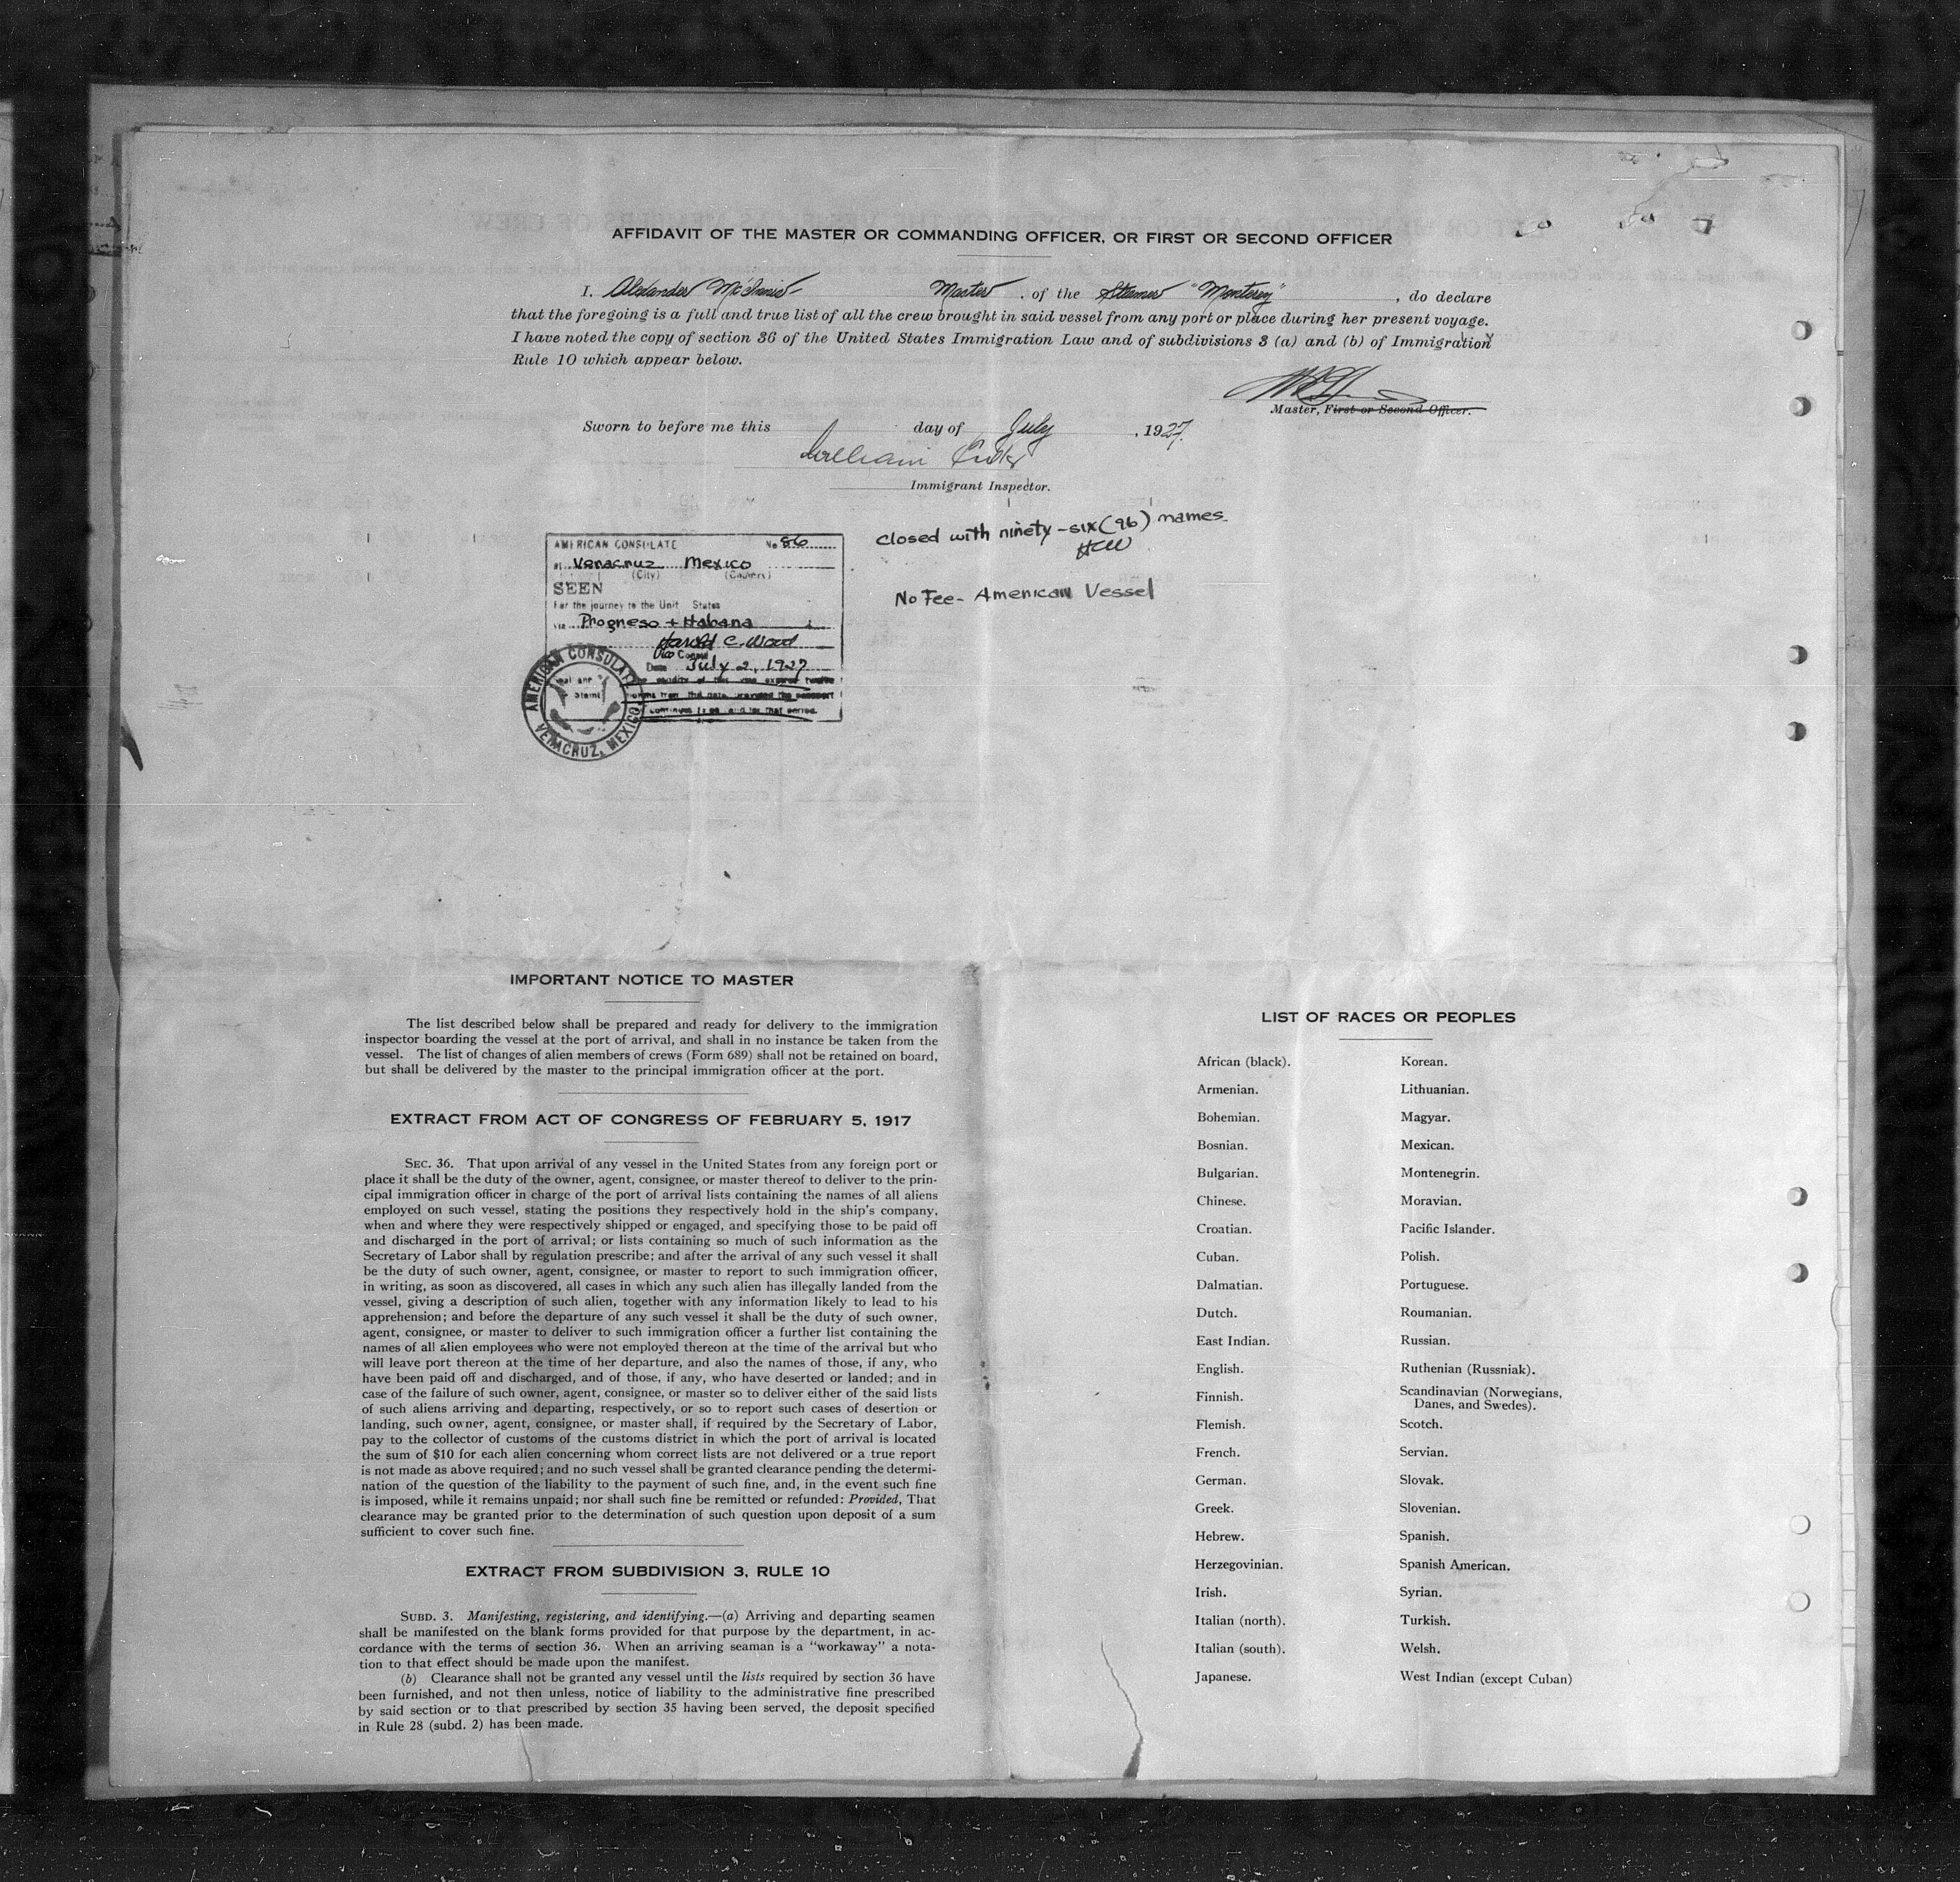 AFFIDAVIT OF THE MASTER OR COMMANDING OFFICER, OR FIRST OR SECOND OFFICER
I, Alexander Master, of the Steamer "Monterey", do declare
that the foregoing is a full and true list of all the crew brought in said vessel from any port or place during her present voyage.
I have noted the copy of section 36 of the United States Immigration Law and of subdivisions 3 (a) and (b) of Immigration
Rule 10 which appear below.
Master, First or Second Officer.
Sworn to before me this day of July, 1927.
William
Immigrant Inspector.
Closed with ninety-six (96) names
HCW
No Fee - American Vessel
AMERICAN CONSULATE No 86
at Veracruz Mexico
(City) (Country)
SEEN
For the journey to the Unit States
via Progreso + Habana
Harold C. Wood
Vice Consul
Date July 2, 1927
AMERICAN CONSULATE
VERACRUZ, MEXICO
IMPORTANT NOTICE TO MASTER
The list described below shall be prepared and ready for delivery to the immigration
inspector boarding the vessel at the port of arrival, and shall in no instance be taken from the
vessel. The list of changes of alien members of crews (Form 689) shall not be retained on board,
but shall be delivered by the master to the principal immigration officer at the port.
EXTRACT FROM ACT OF CONGRESS OF FEBRUARY 5, 1917
SEC. 36. That upon arrival of any vessel in the United States from any foreign port or
place it shall be the duty of the owner, agent, consignee, or master thereof to deliver to the prin-
cipal immigration officer in charge of the port of arrival lists containing the names of all aliens
employed on such vessel, stating the positions they respectively hold in the ship's company,
when and where they were respectively shipped or engaged, and specifying those to be paid off
and discharged in the port of arrival; or lists containing so much of such information as the
Secretary of Labor shall by regulation prescribe; and after the arrival of any such vessel it shall
be the duty of such owner, agent, consignee, or master to report to such immigration officer,
in writing, as soon as discovered, all cases in which any such alien has illegally landed from the
vessel, giving a description of such alien, together with any information likely to lead to his
apprehension; and before the departure of any such vessel it shall be the duty of such owner,
agent, consignee, or master to deliver to such immigration officer a further list containing the
names of all alien employees who were not employed thereon at the time of the arrival but who
will leave port thereon at the time of her departure, and also the names of those, if any, who
have been paid off and discharged, and of those, if any, who have deserted or landed; and in
case of the failure of such owner, agent, consignee, or master so to deliver either of the said lists
of such aliens arriving and departing, respectively, or so to report such cases of desertion or
landing, such owner, agent, consignee, or master shall, if required by the Secretary of Labor,
pay to the collector of customs of the customs district in which the port of arrival is located
the sum of $10 for each alien concerning whom correct lists are not delivered or a true report
is not made as above required; and no such vessel shall be granted clearance pending the determi-
nation of the question of the liability to the payment of such fine, and, in the event such fine
is imposed, while it remains unpaid; nor shall such fine be remitted or refunded: Provided, That
clearance may be granted prior to the determination of such question upon deposit of a sum
sufficient to cover such fine.
EXTRACT FROM SUBDIVISION 3, RULE 10
SUBD. 3. Manifesting, registering, and identifying.—(a) Arriving and departing seamen
shall be manifested on the blank forms provided for that purpose by the department, in ac-
cordance with the terms of section 36. When an arriving seaman is a "workaway" a nota-
tion to that effect should be made upon the manifest.
(b) Clearance shall not be granted any vessel until the lists required by section 36 have
been furnished, and not then unless, notice of liability to the administrative fine prescribed
by said section or to that prescribed by section 35 having been served, the deposit specified
in Rule 28 (subd. 2) has been made.
LIST OF RACES OR PEOPLES
African (black). Korean.
Armenian. Lithuanian.
Bohemian. Magyar.
Bosnian. Mexican.
Bulgarian. Montenegrin.
Chinese. Moravian.
Croatian. Pacific Islander.
Cuban. Polish.
Dalmatian. Portuguese.
Dutch. Roumanian.
East Indian. Russian.
English. Ruthenian (Russniak).
Finnish. Scandinavian (Norwegians,
Danes, and Swedes).
Flemish. Scotch.
French. Servian.
German. Slovak.
Greek. Slovenian.
Hebrew. Spanish.
Herzegovinian. Spanish American.
Irish. Syrian.
Italian (north). Turkish.
Italian (south). Welsh.
Japanese. West Indian (except Cuban)